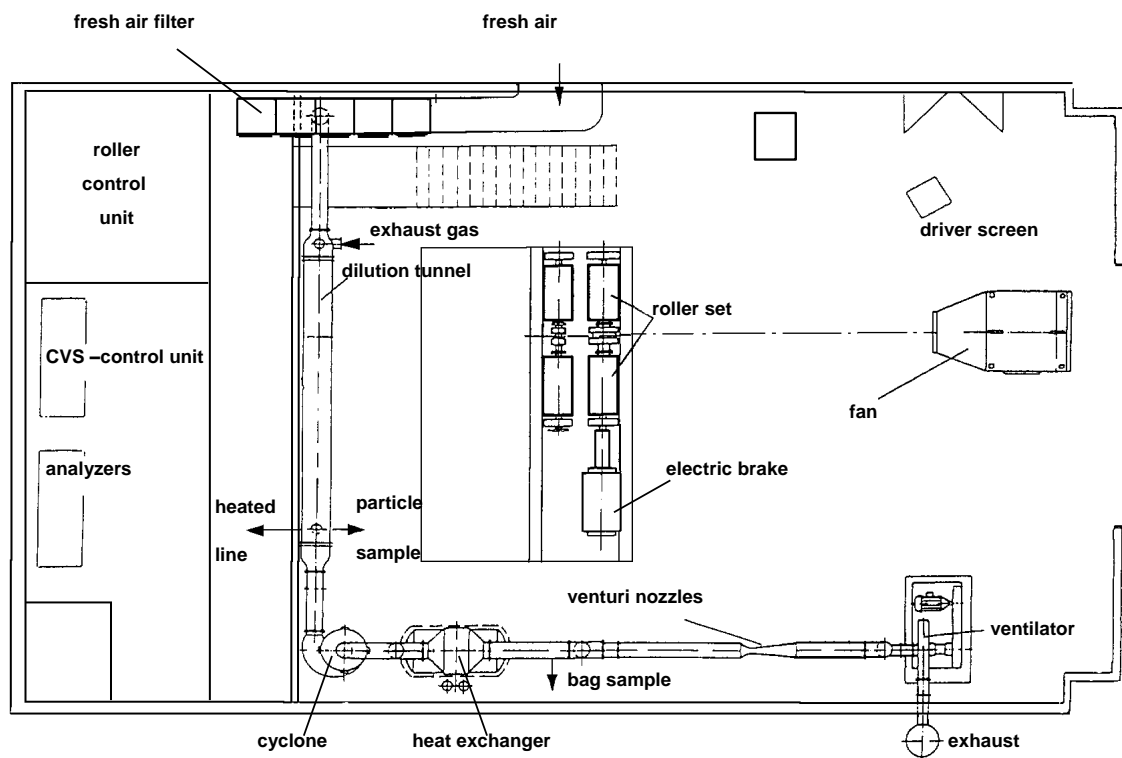 fresh air filter
fresh air
roller
control
unit
exhaust gas
driver screen
dilution tunnel
roller set
CVS –control unit
fan
analyzers
electric brake
heated
particle
line
sample
venturi nozzles
ventilator
bag sample
cyclone
heat exchanger
exhaust